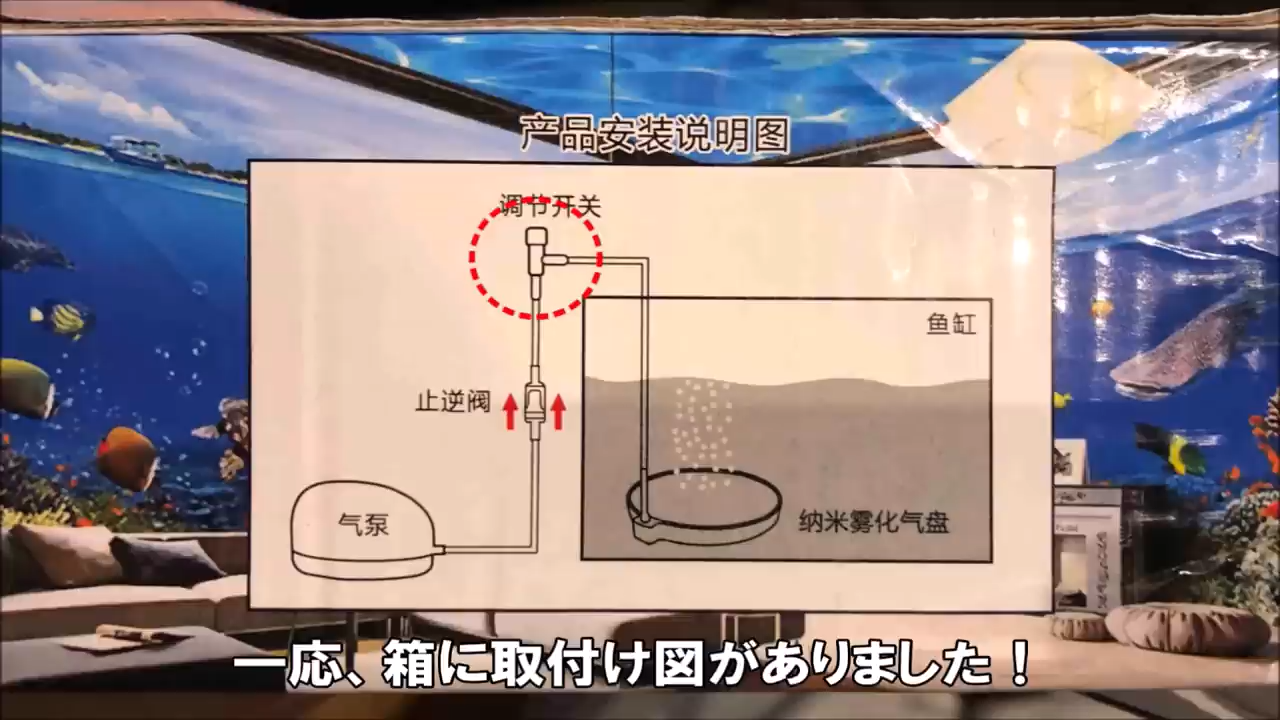 产品安装说明图
调节开关
鱼缸
止逆阀
气泵
纳米雾化气盘
一応、箱に取付け図がありました！